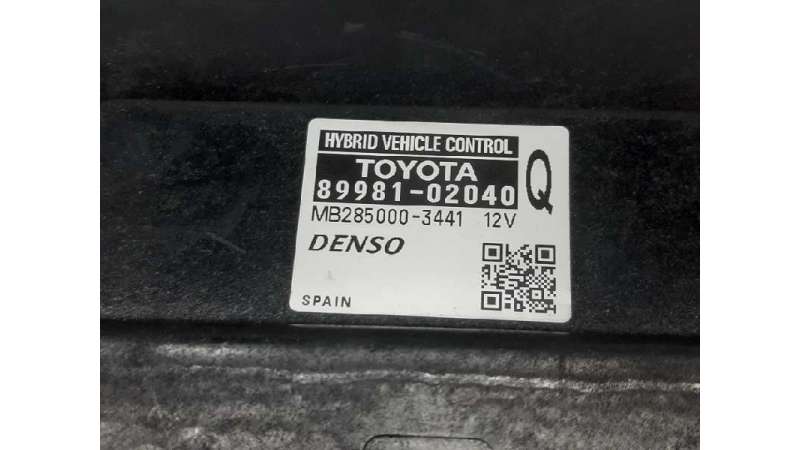 HYBRID VEHICLE CONTROL
TOYOTA
Q
89981-02040
MB285000-3441 12V
DENSO
SPAIN